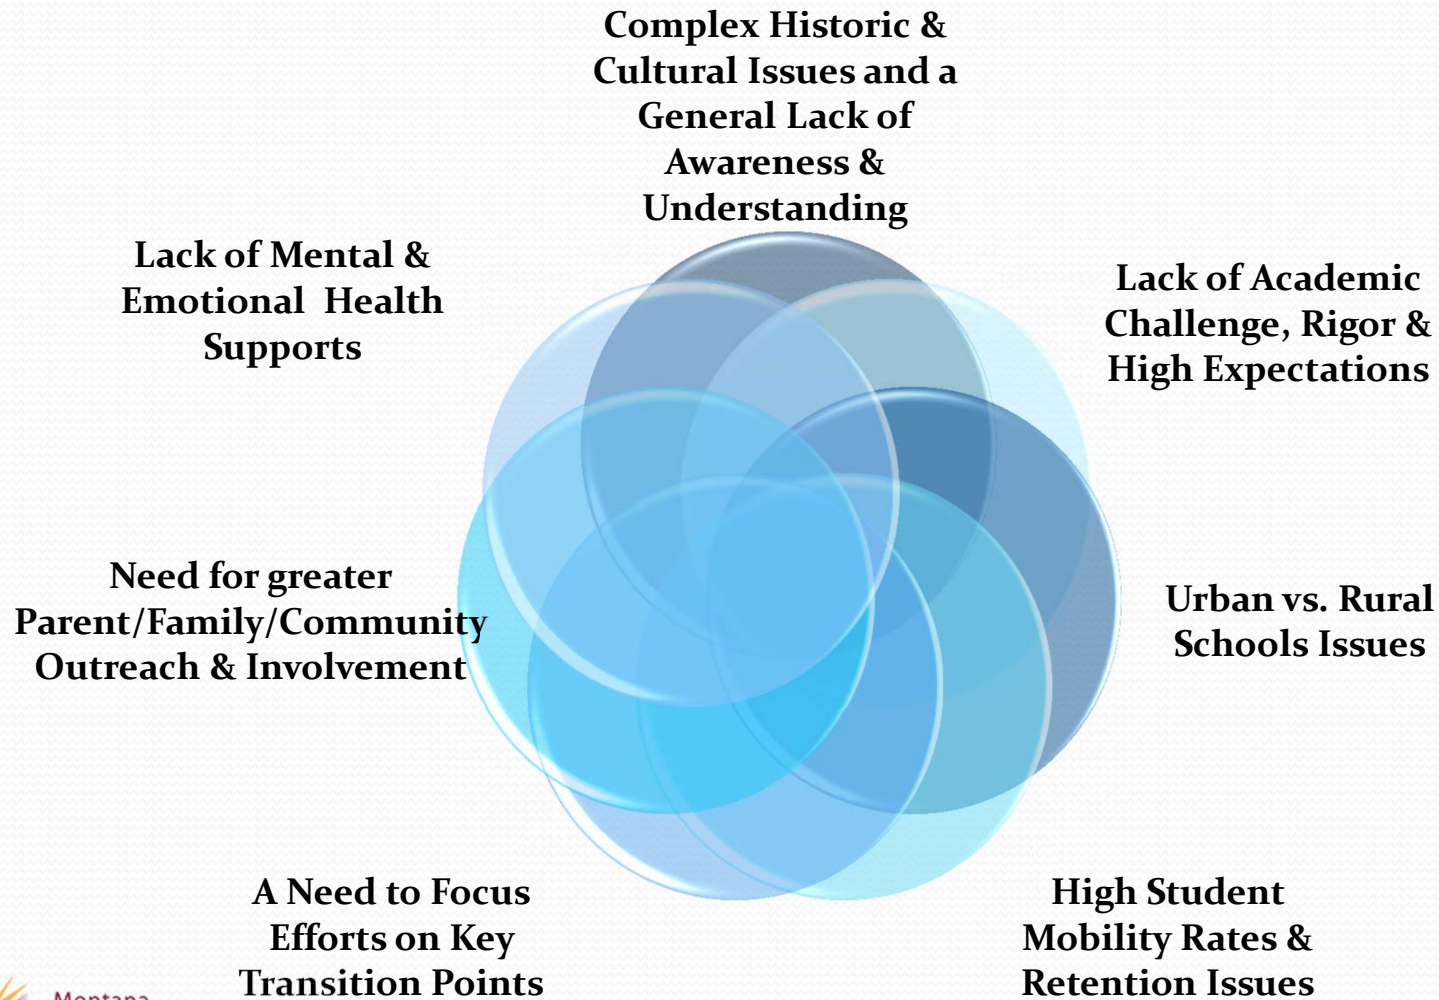 Complex Historic &
Cultural Issues and a
General Lack of
Awareness &
Understanding
Lack of Academic
Challenge, Rigor &
High Expectations
Urban vs. Rural
Schools Issues
High Student
Mobility Rates &
Retention Issues
A Need to Focus
Efforts on Key
Transition Points
Need for greater
Parent/Family/Community
Outreach & Involvement
Lack of Mental &
Emotional Health
Supports
Montana